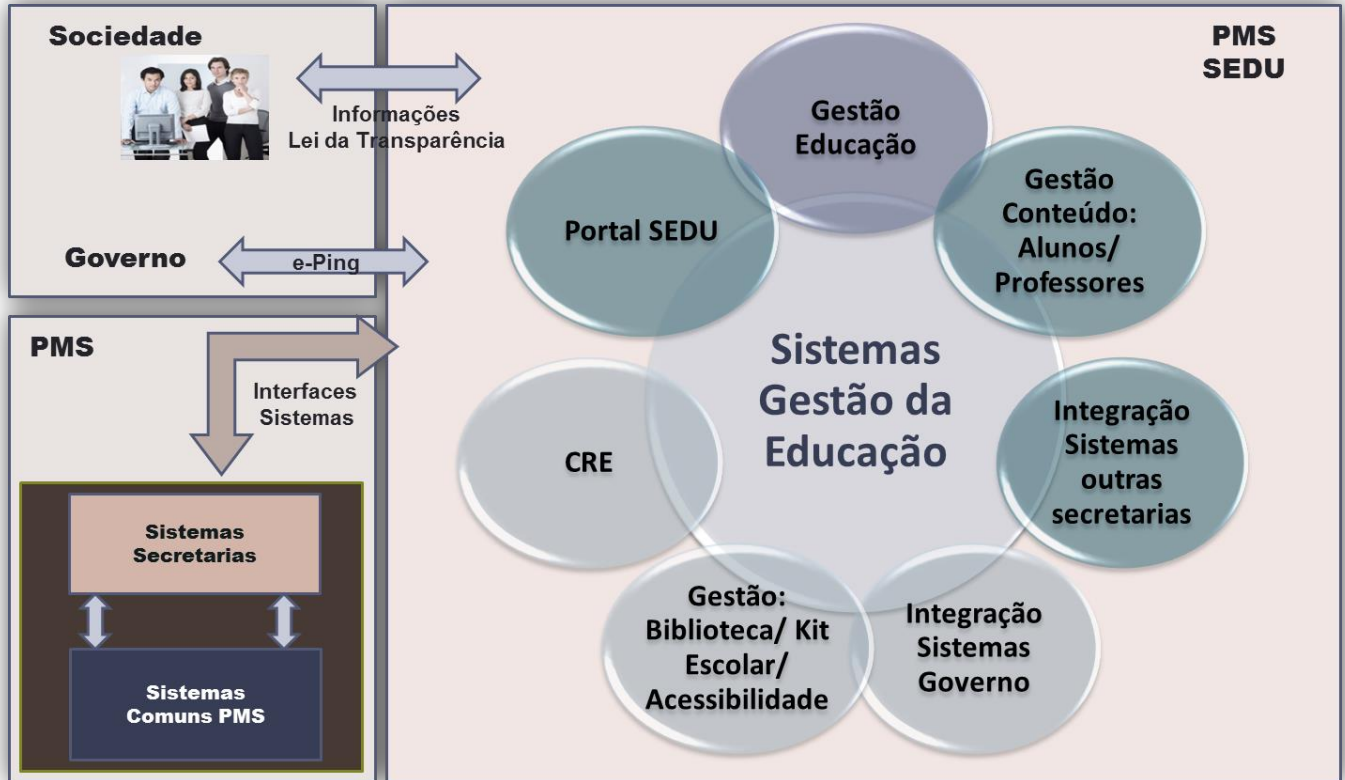 Sociedade
Informações
Lei da Transparência
Governo
e-Ping
PMS
Interfaces
Sistemas
Sistemas
Secretarias
Sistemas
Comuns PMS
PMS
SEDU
Gestão
Educação
Gestão
Conteúdo:
Alunos/
Professores
Portal SEDU
Sistemas
Gestão da
Educação
Integração
Sistemas
outras
secretarias
CRE
Gestão:
Biblioteca/ Kit
Escolar/
Acessibilidade
Integração
Sistemas
Governo